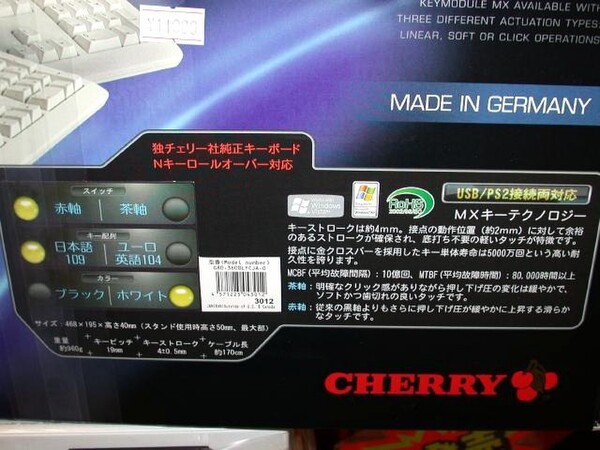 KEYMODULE MX AVAILABLE WITH
THREE DIFFERENT ACTUATION TYPES,
LINEAR, SOFT OR CLICK OPERATIONS
MADE IN GERMANY
独チェリー社純正キーボード
Nキーロールオーバー対応
スイッチ
赤軸 茶軸
キー配列
日本語 109 ユーロ 英語104
カラー
ブラック ホワイト
型番(Model number)
3012
Windows Vista
RoHS
USB/PS2接続両対応
MXキーテクノロジー
キーストロークは約4mm。接点の動作位置(約2mm)に対して余裕
のあるストロークが確保され、底打ち不要の軽いタッチが特徴です。
接点に金クロスバーを採用したキー単体寿命は5000万回という高い耐
久性を誇ります。
MCBF(平均故障間隔):10億回、MTBF(平均故障時間):80,000時間以上
茶軸:明確なクリック感がありながら押し下げ圧の変化は緩やかで、
ソフトかつ歯切れの良いタッチです。
赤軸:従来の黒軸よりもさらに押し下げ圧が緩やかに上昇する滑らか
なタッチです。
サイズ:468×195×高さ40mm(スタンド使用時高さ50mm、最大部)
重量 約960g キーピッチ 19mm キーストローク 4±0.5mm ケーブル長 約170cm
CHERRY